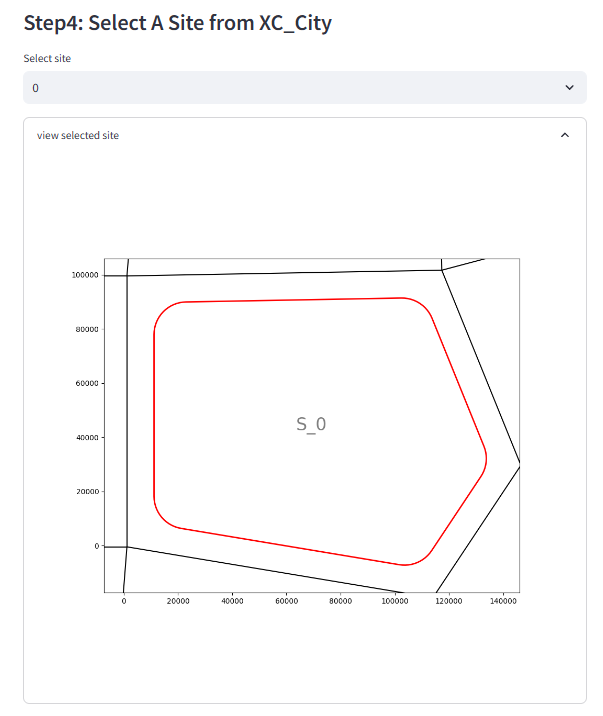 Step4: Select A Site from XC_City
Select site
0
view selected site
100000
80000
60000
40000
20000
0
S_0
0 20000 40000 60000 80000 100000 120000 140000